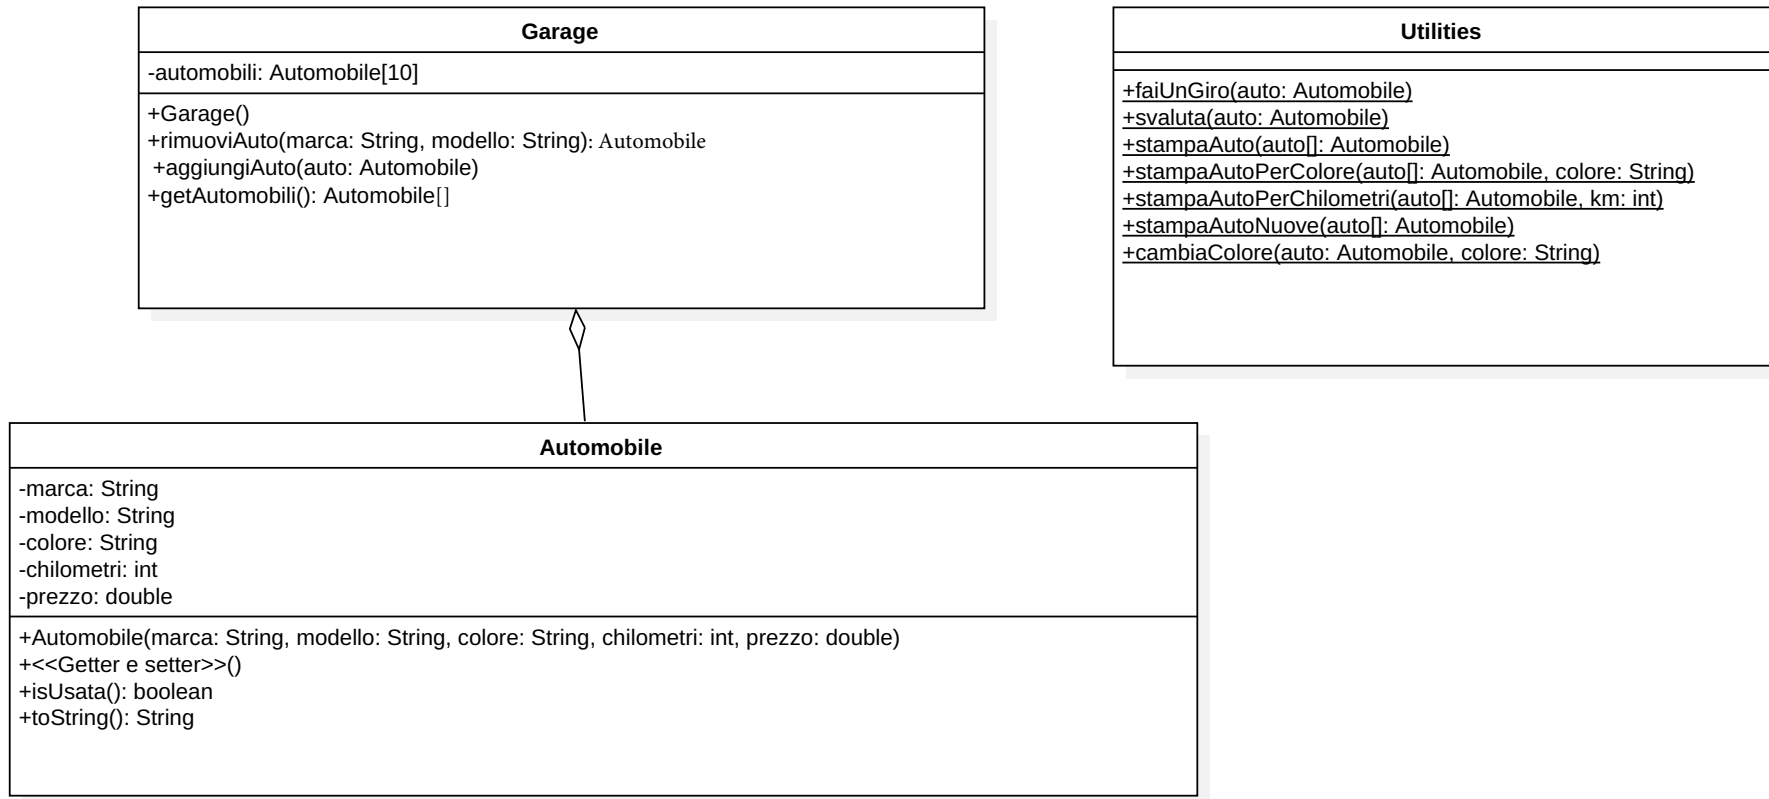 Garage
-automobili: Automobile[10]
+Garage()
+rimuoviAuto(marca: String, modello: String): Automobile
+aggiungiAuto(auto: Automobile)
+getAutomobili(): Automobile[]
Utilities
+faiUnGiro(auto: Automobile)
+svaluta(auto: Automobile)
+stampaAuto(auto[]: Automobile)
+stampaAutoPerColore(auto[]: Automobile, colore: String)
+stampaAutoPerChilometri(auto[]: Automobile, km: int)
+stampaAutoNuove(auto[]: Automobile)
+cambiaColore(auto: Automobile, colore: String)
Automobile
-marca: String
-modello: String
-colore: String
-chilometri: int
-prezzo: double
+Automobile(marca: String, modello: String, colore: String, chilometri: int, prezzo: double)
+<<Getter e setter>>()
+isUsata(): boolean
+toString(): String